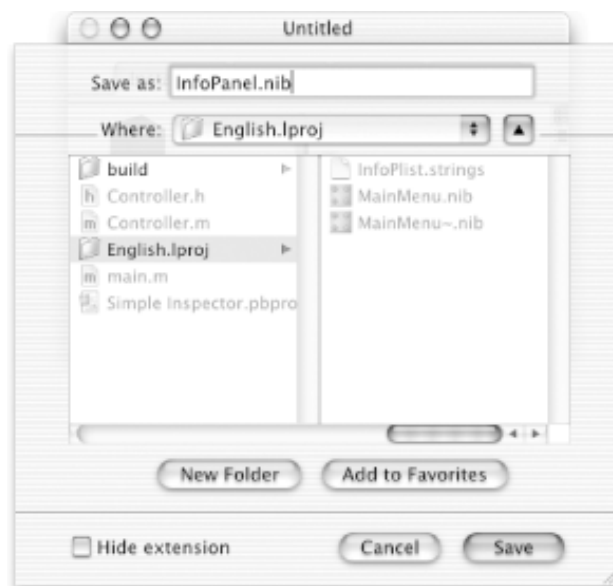 Untitled
Save as: InfoPanel.nib
Where: English.lproj
build
h Controller.h
m Controller.m
English.lproj
m main.m
Simple Inspector.pbpro
InfoPlist.strings
MainMenu.nib
MainMenu~.nib
New Folder
Add to Favorites
Hide extension
Cancel
Save